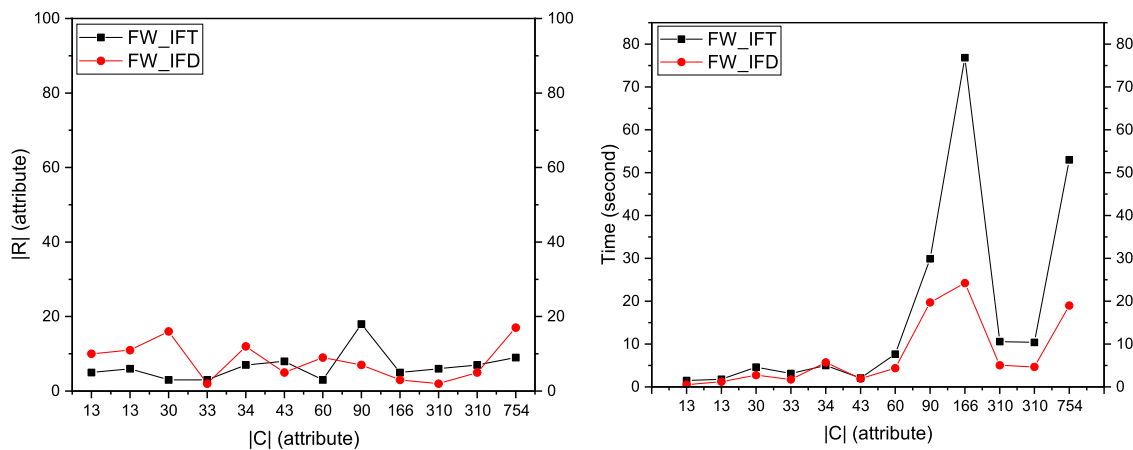 FW_IFT
FW_IFD
|R| (attribute)
100 100
80 80
60 60
40 40
20 20
0 0
13 13 30 33 34 43 60 90 166 310 310 754
|C| (attribute)
FW_IFT
FW_IFD
Time (second)
80 80
70 70
60 60
50 50
40 40
30 30
20 20
10 10
0 0
13 13 30 33 34 43 60 90 166 310 310 754
|C| (attribute)